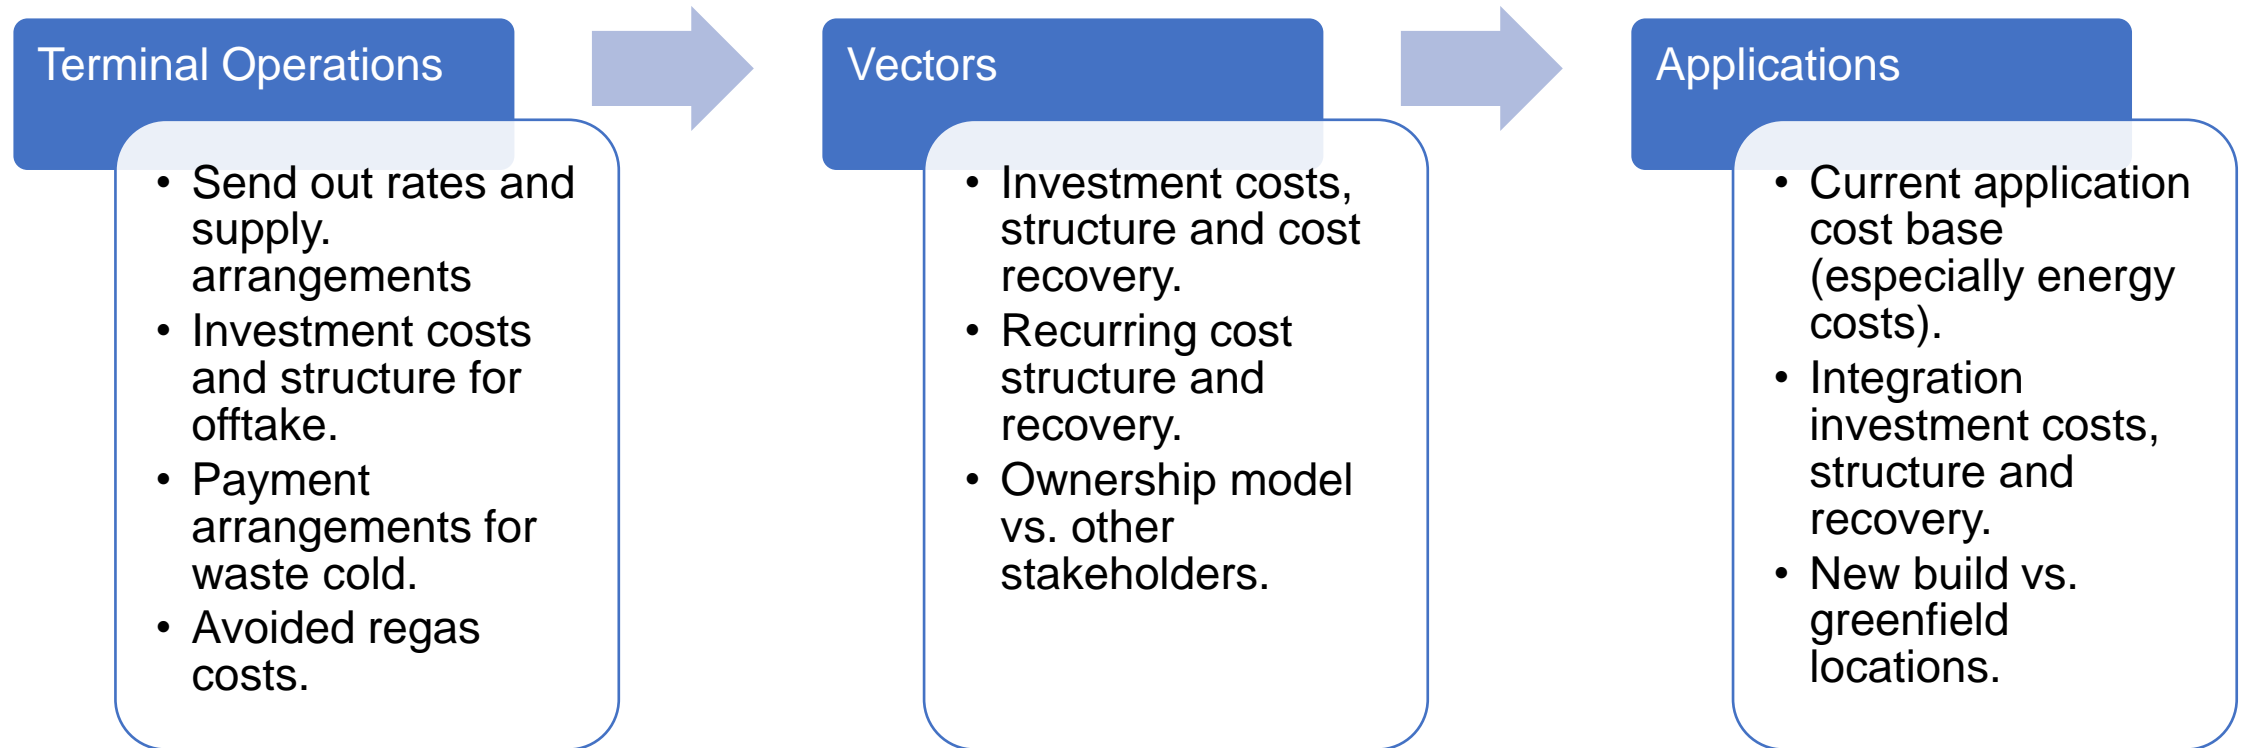 Terminal Operations
• Send out rates and
supply.
arrangements
• Investment costs
and structure for
offtake.
• Payment
arrangements for
waste cold.
• Avoided regas
costs.
Vectors
• Investment costs,
structure and cost
recovery.
• Recurring cost
structure and
recovery.
• Ownership model
vs. other
stakeholders.
Applications
• Current application
cost base
(especially energy
costs).
• Integration
investment costs,
structure and
recovery.
• New build vs.
greenfield
locations.